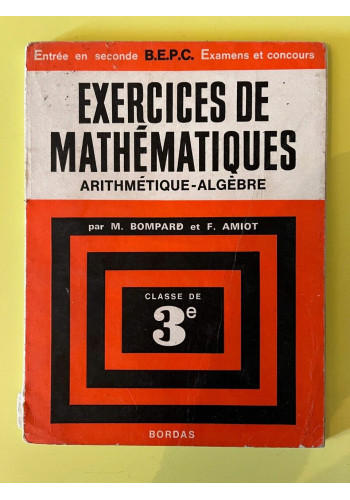 Entrée en seconde B.E.P.C. Examens et concours
EXERCICES DE
MATHÉMATIQUES
ARITHMÉTIQUE-ALGÈBRE
par M. BOMPARD et F. AMIOT
CLASSE DE
3e
BORDAS